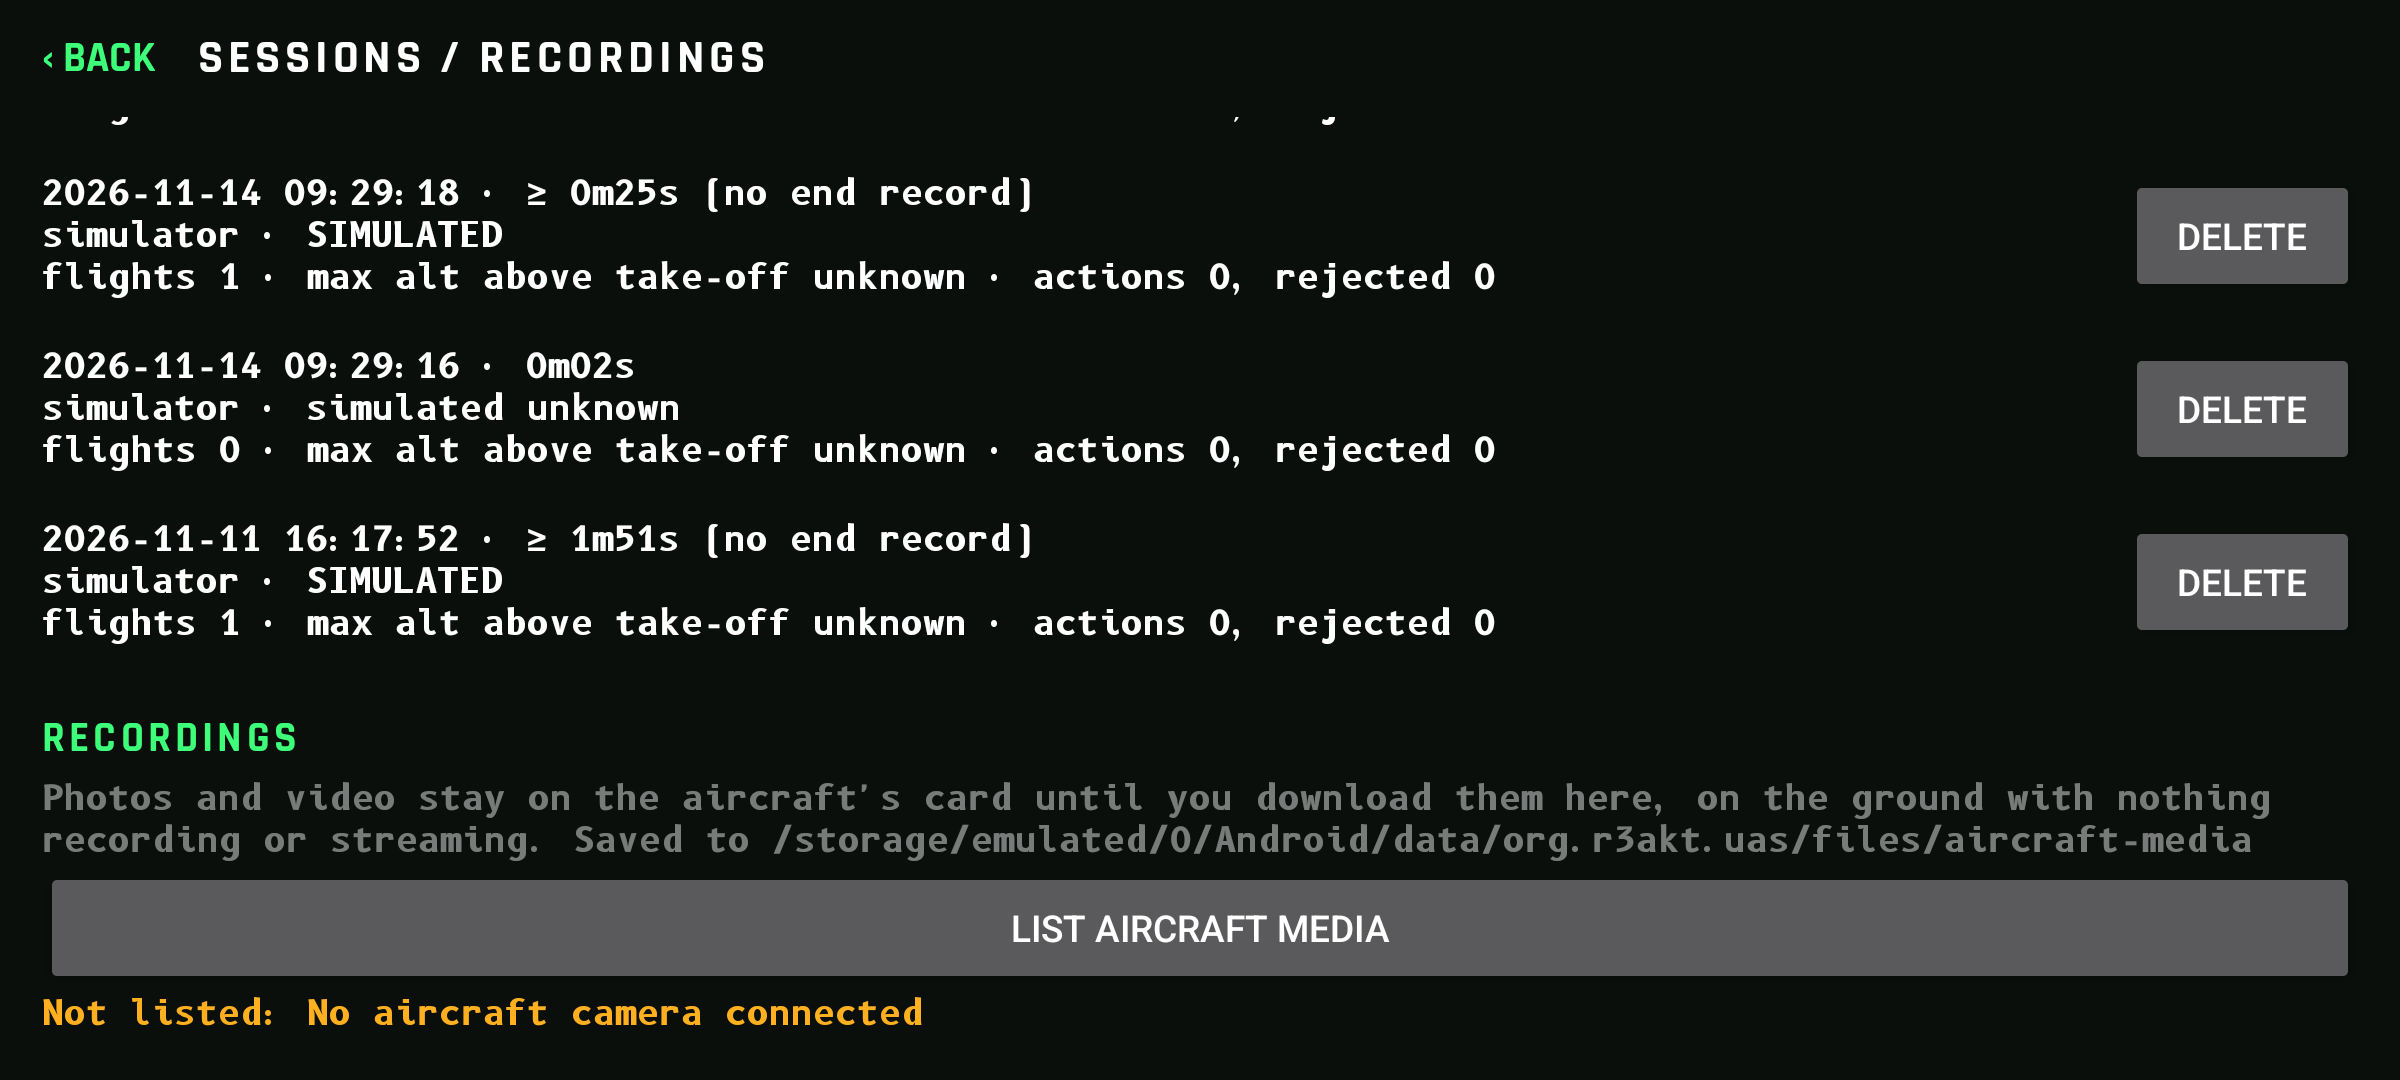 ‹ BACK SESSIONS / RECORDINGS
2026-11-14 09:29:18 · ≥ 0m25s (no end record)
simulator · SIMULATED
flights 1 · max alt above take-off unknown · actions 0, rejected 0
DELETE
2026-11-14 09:29:16 · 0m02s
simulator · simulated unknown
flights 0 · max alt above take-off unknown · actions 0, rejected 0
DELETE
2026-11-11 16:17:52 · ≥ 1m51s (no end record)
simulator · SIMULATED
flights 1 · max alt above take-off unknown · actions 0, rejected 0
DELETE
RECORDINGS
Photos and video stay on the aircraft's card until you download them here, on the ground with nothing
recording or streaming. Saved to /storage/emulated/0/Android/data/org.r3akt.uas/files/aircraft-media
LIST AIRCRAFT MEDIA
Not listed: No aircraft camera connected